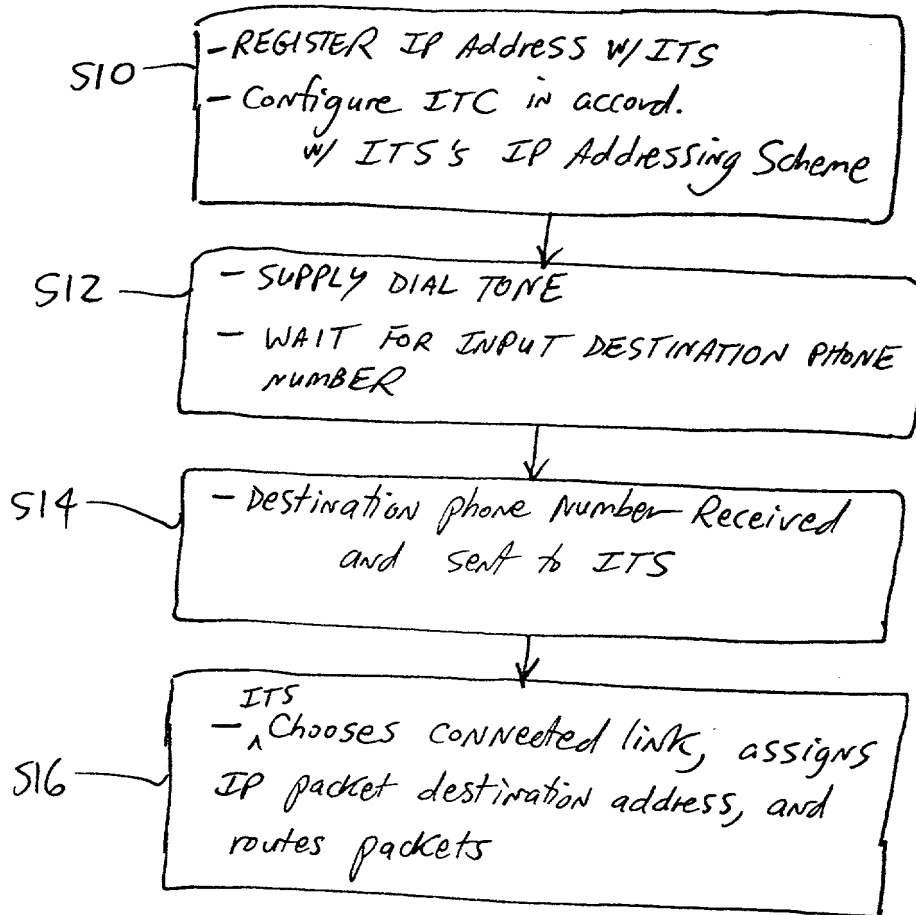 S10
- REGISTER IP Address w/ ITS
- Configure ITC in accord.
w/ ITS's IP Addressing Scheme
S12
- SUPPLY DIAL TONE
- WAIT FOR INPUT DESTINATION PHONE
NUMBER
S14
- Destination phone Number Received
and sent to ITS
S16
ITS
- ^ Chooses connected link, assigns
IP packet destination address, and
routes packets